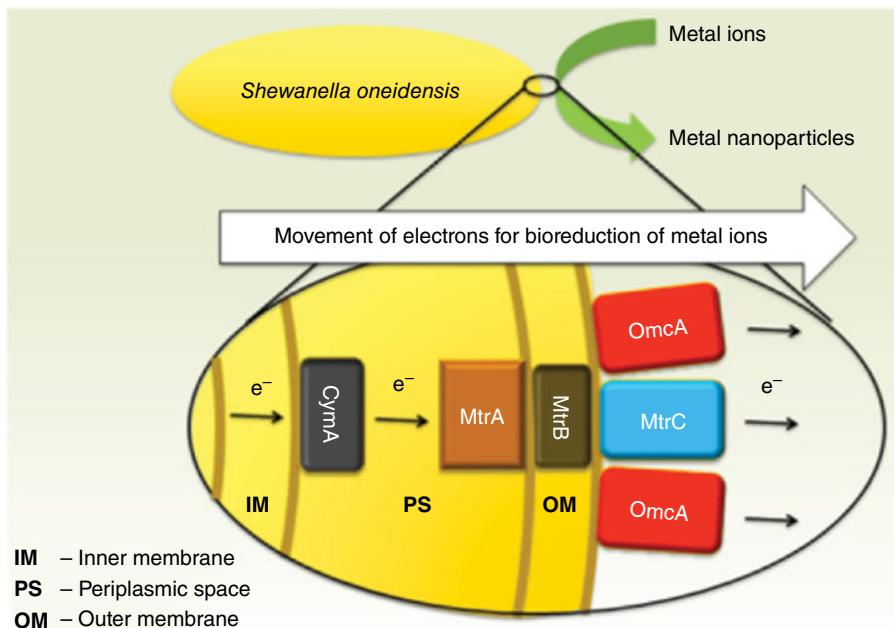 Metal ions
Shewanella oneidensis
Metal nanoparticles
Movement of electrons for bioreduction of metal ions
OmcA
e–
e–
e–
CymA
MtrA
MtrB
MtrC
IM
PS
OM
OmcA
IM – Inner membrane
PS – Periplasmic space
OM – Outer membrane